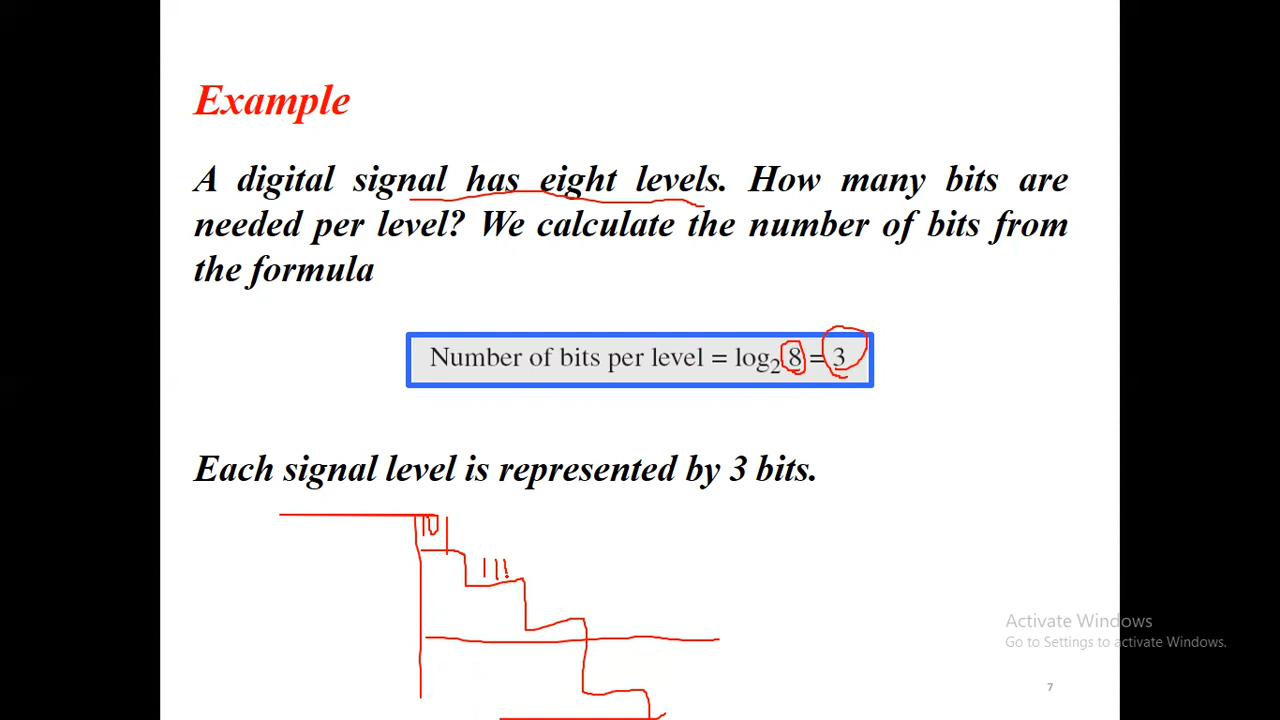 Example
A digital signal has eight levels. How many bits are
needed per level? We calculate the number of bits from
the formula
Number of bits per level = log₂ 8 = 3
Each signal level is represented by 3 bits.
101
111
Activate Windows
Go to Settings to activate Windows.
7